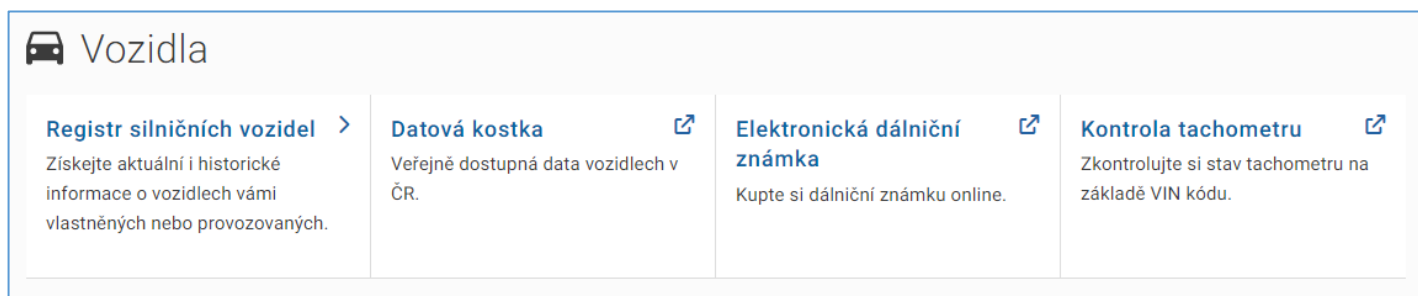 Vozidla
Registr silničních vozidel
Získejte aktuální i historické
informace o vozidlech vámi
vlastněných nebo provozovaných.
Datová kostka
Veřejně dostupná data vozidlech v
ČR.
Elektronická dálniční
známka
Kupte si dálniční známku online.
Kontrola tachometru
Zkontrolujte si stav tachometru na
základě VIN kódu.